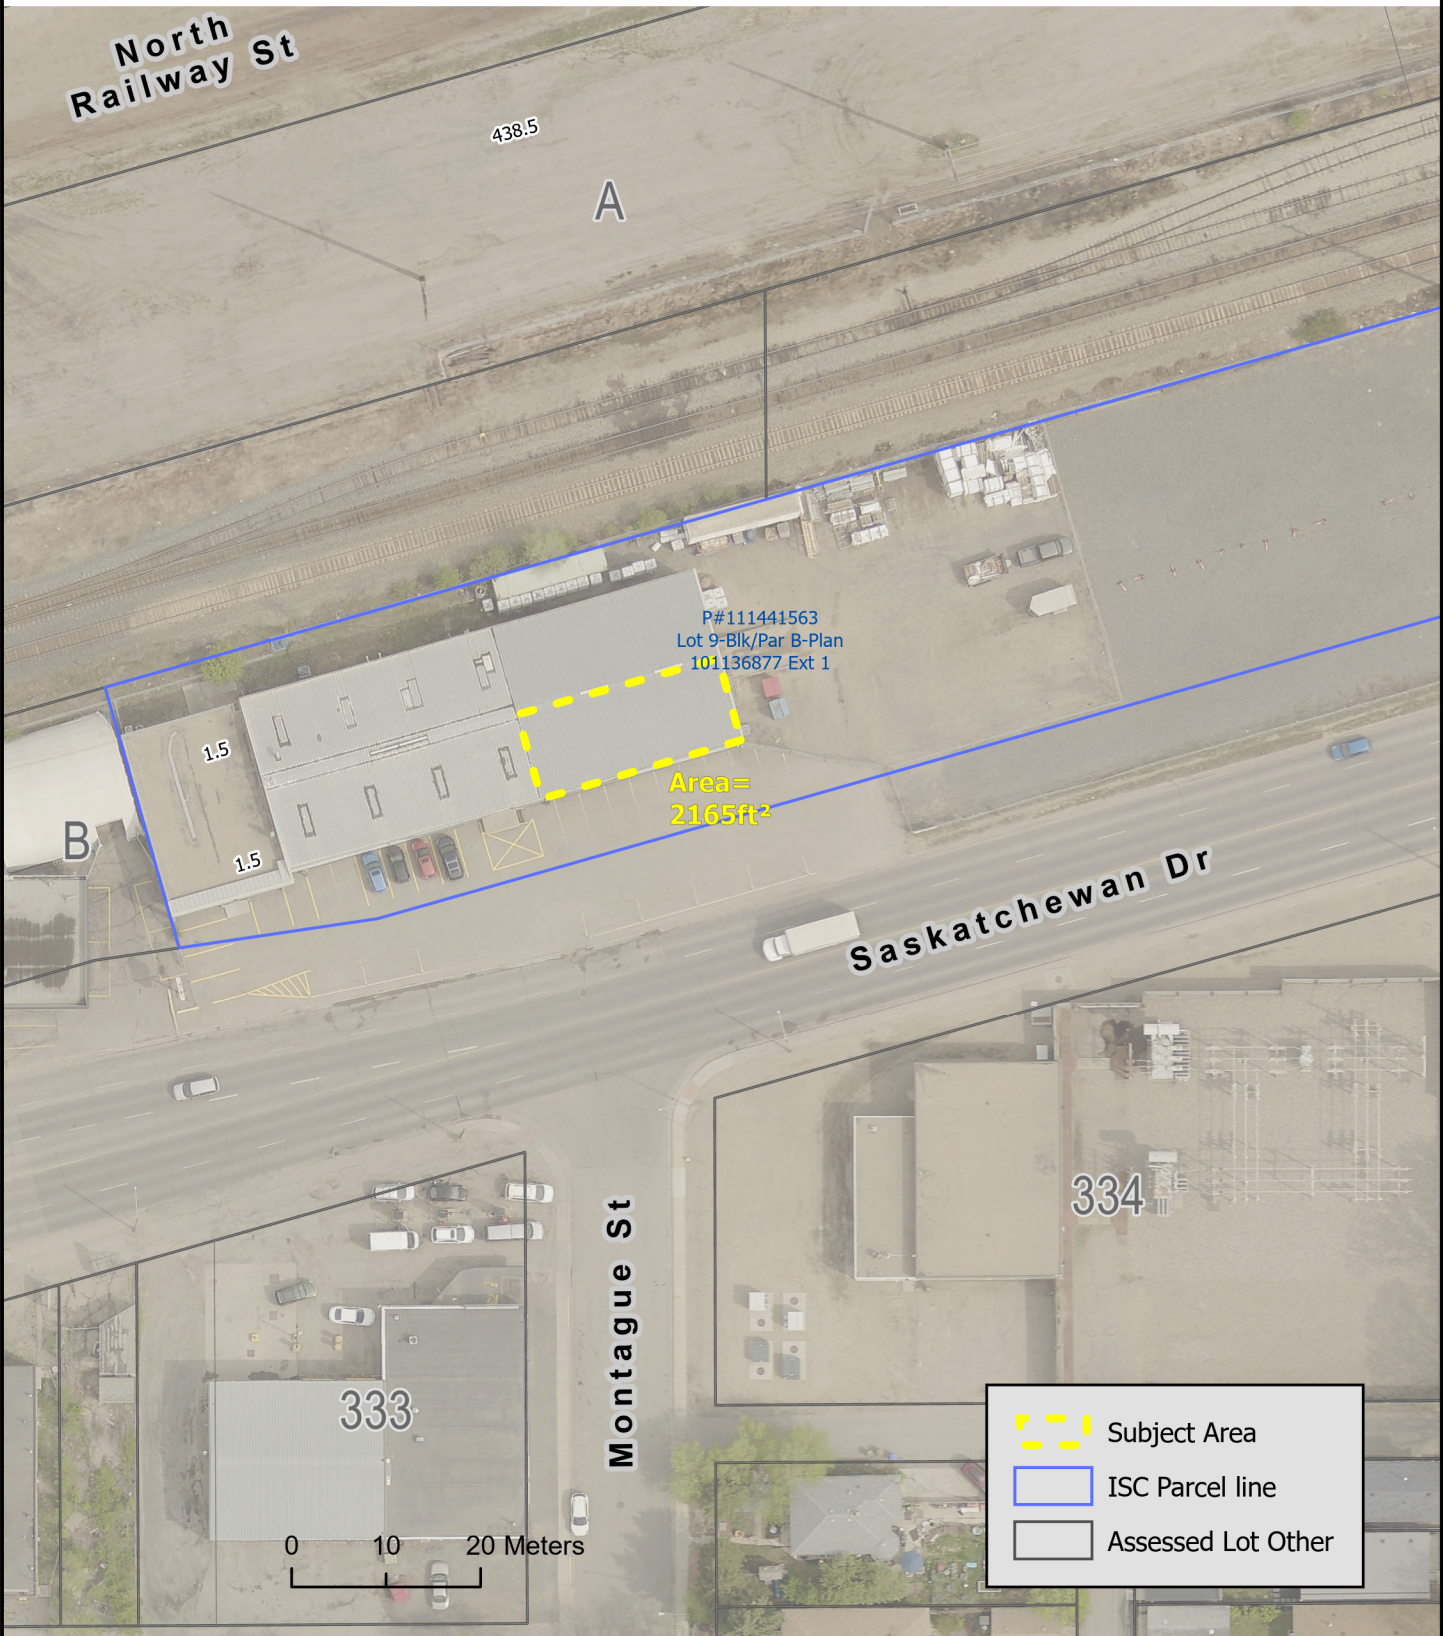 North
Railway St
438.5
A
P#111441563
Lot 9-Blk/Par B-Plan
101136877 Ext 1
1.5
Area=
2165ft²
B
1.5
Saskatchewan Dr
334
Montague St
333
Subject Area
ISC Parcel line
Assessed Lot Other
0 10 20 Meters